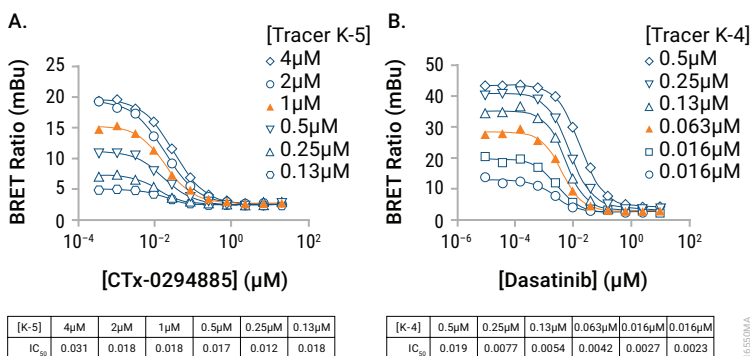 A.
[Tracer K-5]
4µM
2µM
1µM
0.5µM
0.25µM
0.13µM
BRET Ratio (mBu)
25
20
15
10
5
0
10⁻⁴ 10⁻² 10⁰ 10²
[CTx-0294885] (µM)
[K-5] 4µM 2µM 1µM 0.5µM 0.25µM 0.13µM
IC₅₀ 0.031 0.018 0.018 0.017 0.012 0.018
B.
[Tracer K-4]
0.5µM
0.25µM
0.13µM
0.063µM
0.016µM
0.016µM
BRET Ratio (mBu)
50
40
30
20
10
0
10⁻⁶ 10⁻⁴ 10⁻² 10⁰ 10²
[Dasatinib] (µM)
[K-4] 0.5µM 0.25µM 0.13µM 0.063µM 0.016µM 0.016µM
IC₅₀ 0.019 0.0077 0.0054 0.0042 0.0027 0.0023